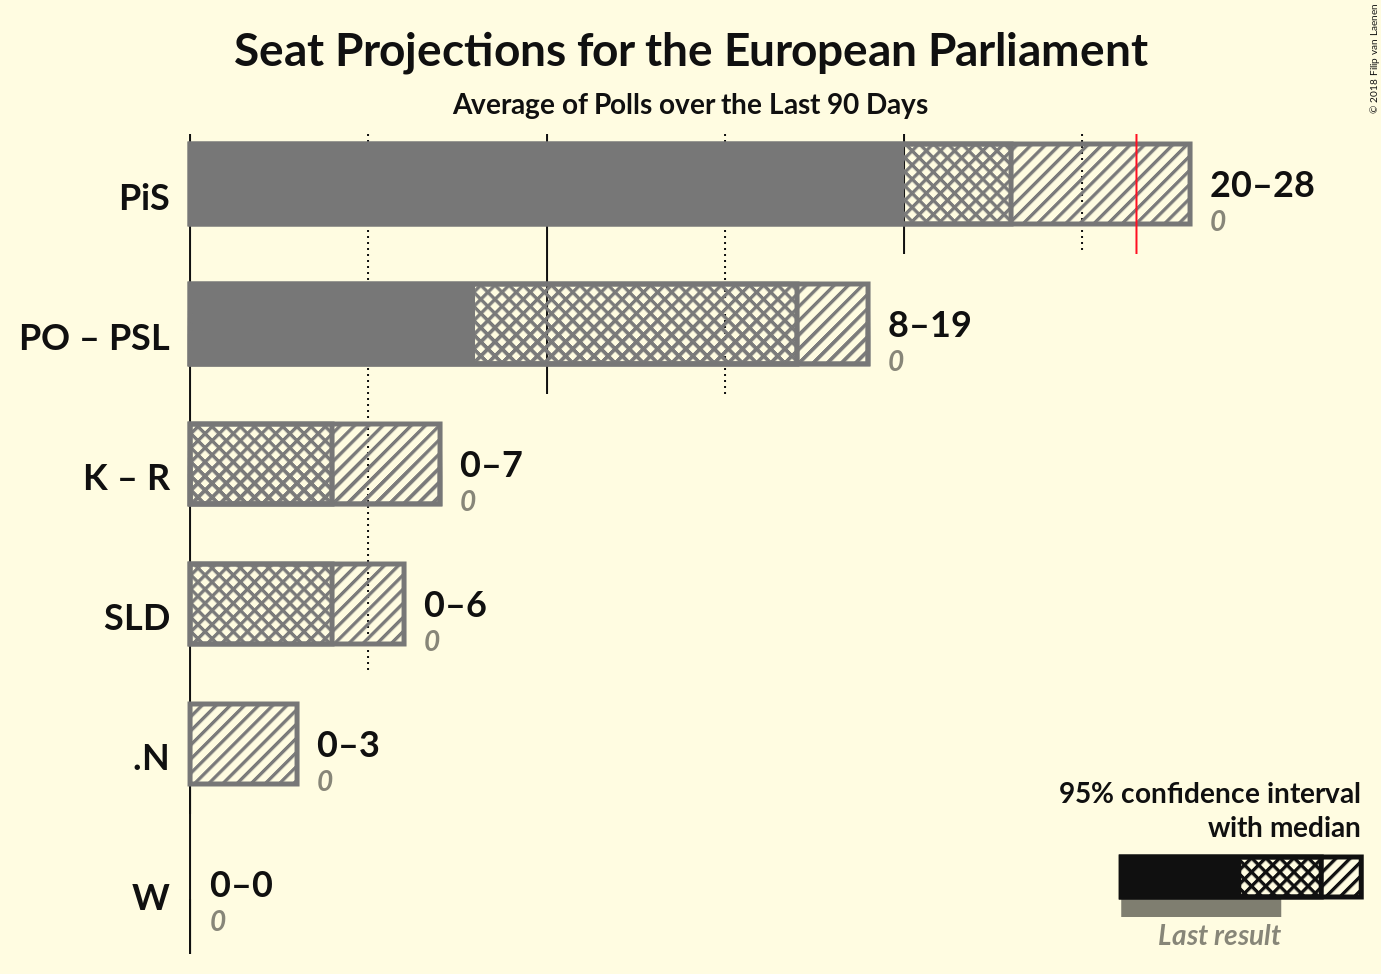 Seat Projections for the European Parliament
Average of Polls over the Last 90 Days
© 2018 Filip van Laenen
PiS
20–28
0
PO – PSL
8–19
0
K – R
0–7
0
SLD
0–6
0
.N
0–3
0
W
0–0
0
95% confidence interval
with median
Last result